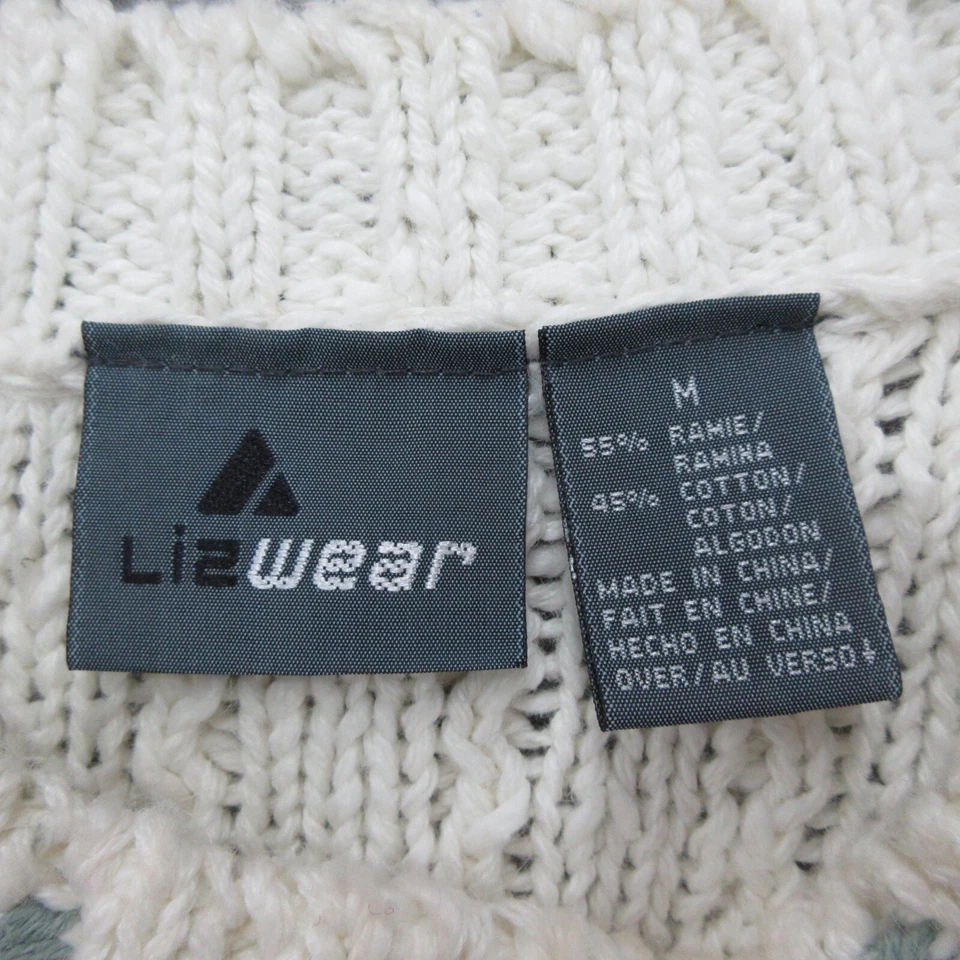 Lizwear
M
55% RAMIE/
RAMINA
45% COTTON/
COTON/
ALGODON
MADE IN CHINA/
FAIT EN CHINE/
HECHO EN CHINA
OVER/AU VERSO↓